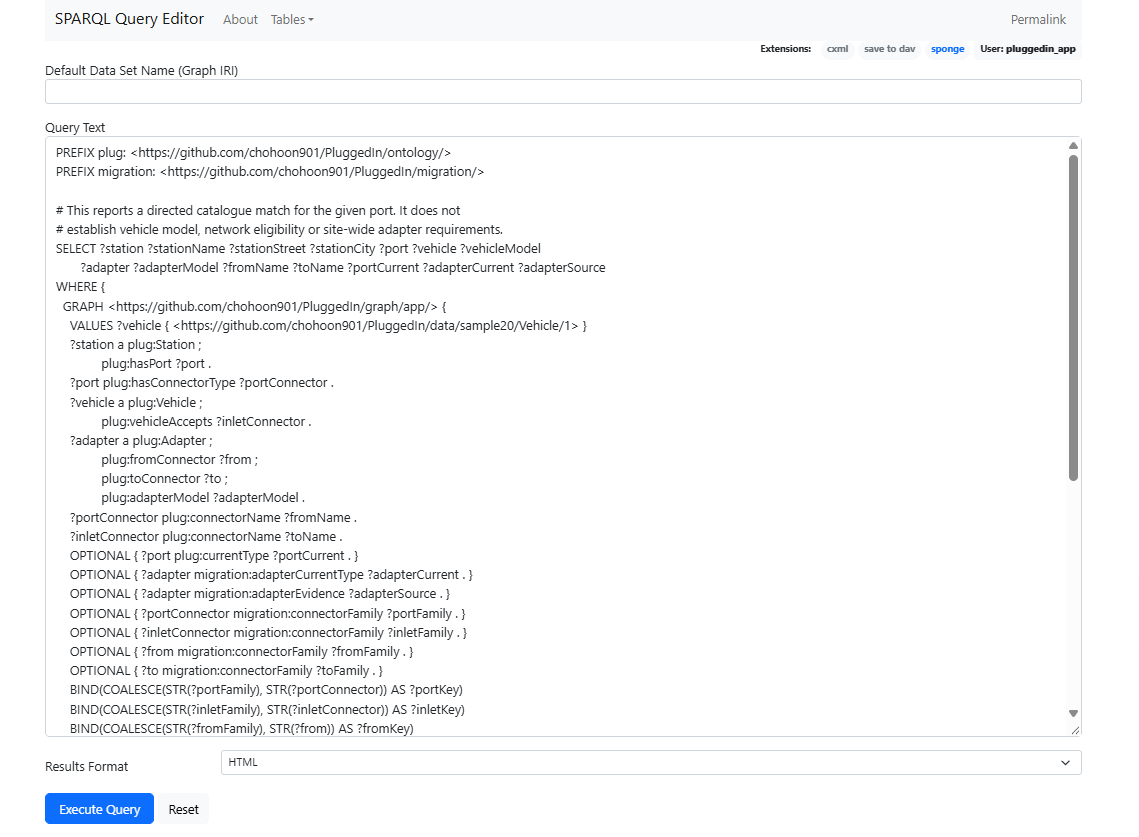 SPARQL Query Editor About Tables Permalink
Extensions: cxml save to dav sponge User: pluggedin_app
Default Data Set Name (Graph IRI)
Query Text
PREFIX plug: <https://github.com/chohoon901/PluggedIn/ontology/>
PREFIX migration: <https://github.com/chohoon901/PluggedIn/migration/>
# This reports a directed catalogue match for the given port. It does not
# establish vehicle model, network eligibility or site-wide adapter requirements.
SELECT ?station ?stationName ?stationStreet ?stationCity ?port ?vehicle ?vehicleModel
?adapter ?adapterModel ?fromName ?toName ?portCurrent ?adapterCurrent ?adapterSource
WHERE {
GRAPH <https://github.com/chohoon901/PluggedIn/graph/app/> {
VALUES ?vehicle { <https://github.com/chohoon901/PluggedIn/data/sample20/Vehicle/1> }
?station a plug:Station ;
plug:hasPort ?port .
?port plug:hasConnectorType ?portConnector .
?vehicle a plug:Vehicle ;
plug:vehicleAccepts ?inletConnector .
?adapter a plug:Adapter ;
plug:fromConnector ?from ;
plug:toConnector ?to ;
plug:adapterModel ?adapterModel .
?portConnector plug:connectorName ?fromName .
?inletConnector plug:connectorName ?toName .
OPTIONAL { ?port plug:currentType ?portCurrent . }
OPTIONAL { ?adapter migration:adapterCurrentType ?adapterCurrent . }
OPTIONAL { ?adapter migration:adapterEvidence ?adapterSource . }
OPTIONAL { ?portConnector migration:connectorFamily ?portFamily . }
OPTIONAL { ?inletConnector migration:connectorFamily ?inletFamily . }
OPTIONAL { ?from migration:connectorFamily ?fromFamily . }
OPTIONAL { ?to migration:connectorFamily ?toFamily . }
BIND(COALESCE(STR(?portFamily), STR(?portConnector)) AS ?portKey)
BIND(COALESCE(STR(?inletFamily), STR(?inletConnector)) AS ?inletKey)
BIND(COALESCE(STR(?fromFamily), STR(?from)) AS ?fromKey)
Results Format HTML
Execute Query Reset